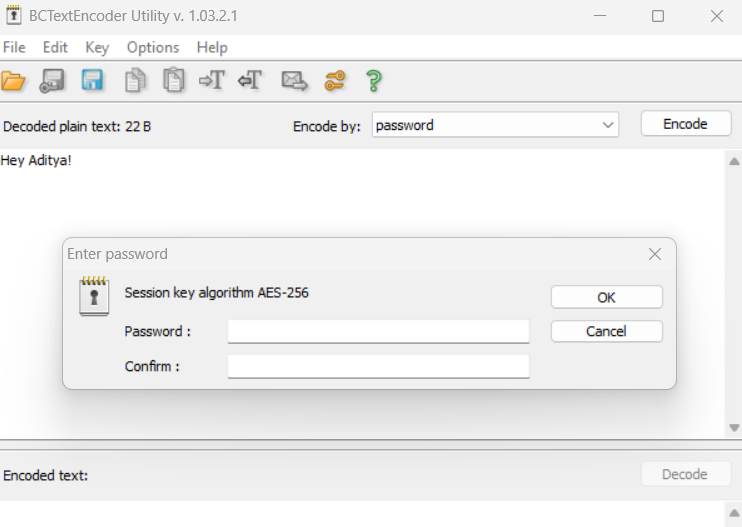 BCTextEncoder Utility v. 1.03.2.1
File Edit Key Options Help
Decoded plain text: 22 B Encode by: password Encode
Hey Aditya!
Enter password
Session key algorithm AES-256 OK
Password : Cancel
Confirm :
Encoded text: Decode